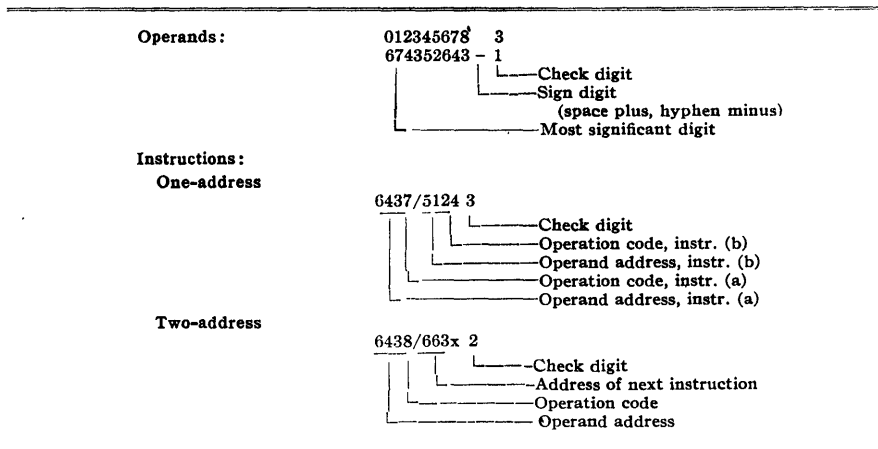 Operands: 012345678 3
674352643 - 1
Check digit
Sign digit
(space plus, hyphen minus)
Most significant digit
Instructions:
One-address
6437/5124 3
Check digit
Operation code, instr. (b)
Operand address, instr. (b)
Operation code, instr. (a)
Operand address, instr. (a)
Two-address
6438/663x 2
Check digit
Address of next instruction
Operation code
Operand address